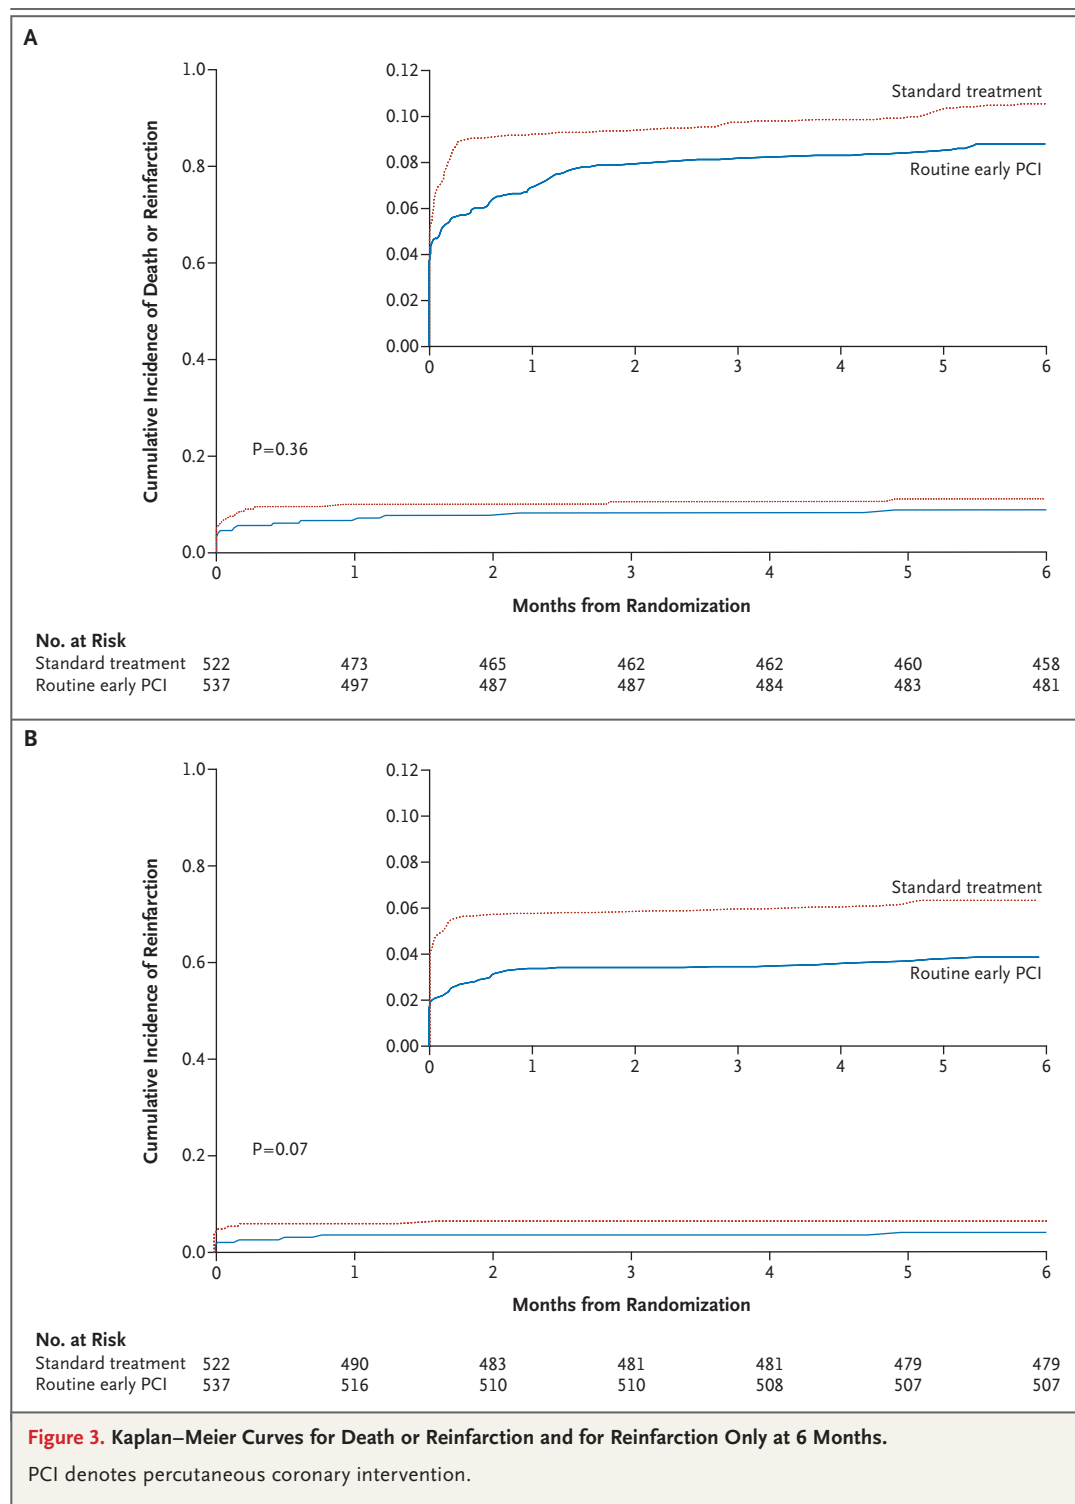 A
Cumulative Incidence of Death or Reinfarction
1.0
0.8
0.6
0.4
0.2
0.0
0.12
0.10
0.08
0.06
0.04
0.02
0.00
Standard treatment
Routine early PCI
0 1 2 3 4 5 6
P=0.36
0 1 2 3 4 5 6
Months from Randomization
No. at Risk
Standard treatment 522 473 465 462 462 460 458
Routine early PCI 537 497 487 487 484 483 481
B
Cumulative Incidence of Reinfarction
1.0
0.8
0.6
0.4
0.2
0.0
0.12
0.10
0.08
0.06
0.04
0.02
0.00
Standard treatment
Routine early PCI
0 1 2 3 4 5 6
P=0.07
0 1 2 3 4 5 6
Months from Randomization
No. at Risk
Standard treatment 522 490 483 481 481 479 479
Routine early PCI 537 516 510 510 508 507 507
Figure 3. Kaplan–Meier Curves for Death or Reinfarction and for Reinfarction Only at 6 Months.
PCI denotes percutaneous coronary intervention.